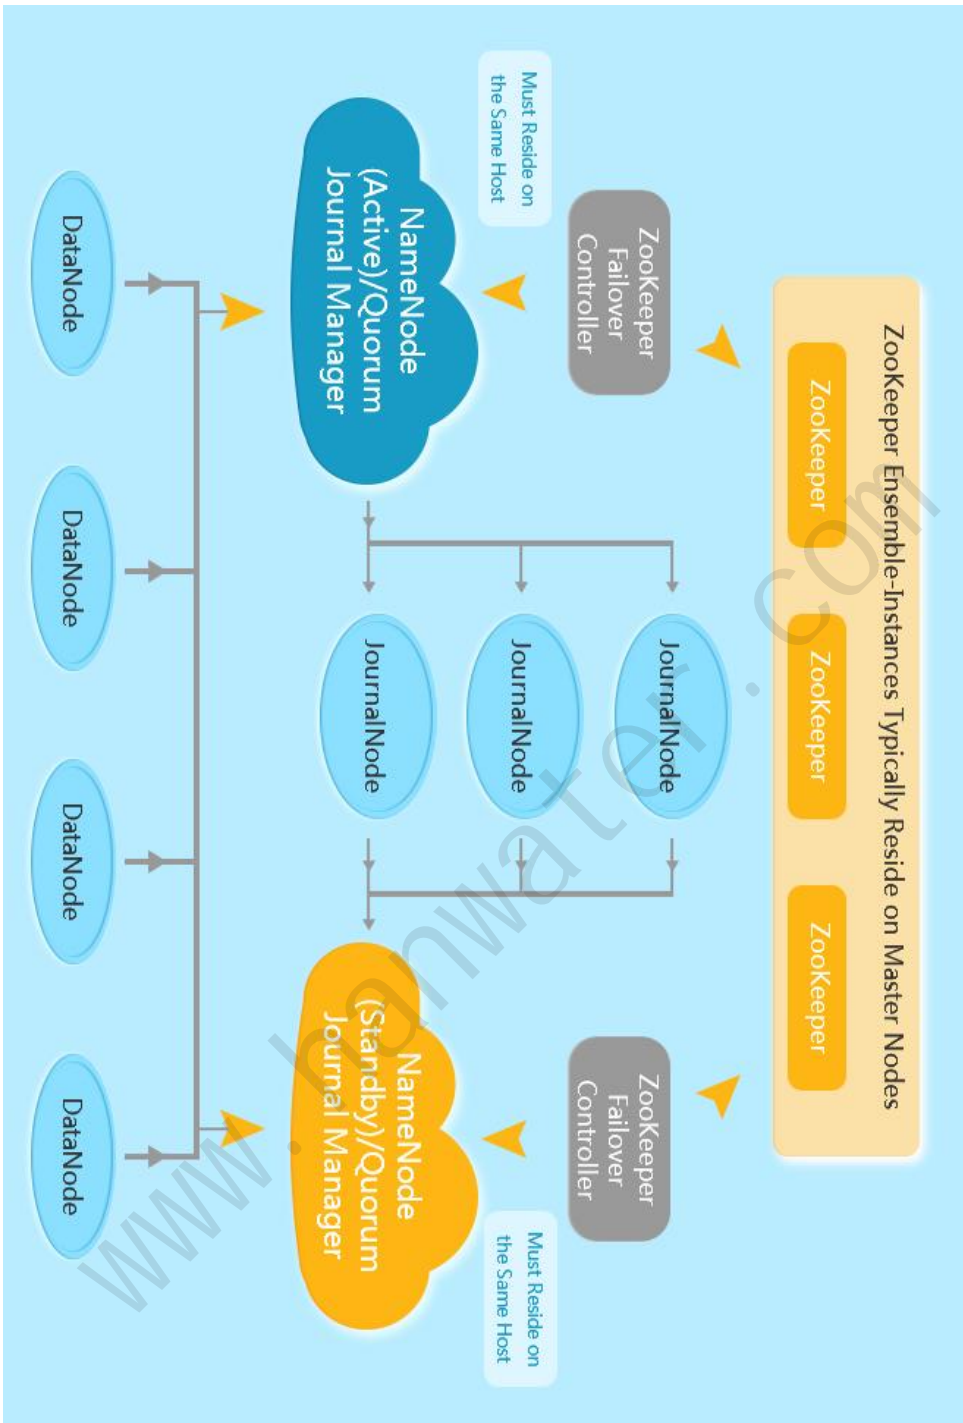 ZooKeeper Ensemble-Instances Typically Reside on Master Nodes
ZooKeeper
ZooKeeper
ZooKeeper
ZooKeeper
Failover
Controller
ZooKeeper
Failover
Controller
Must Reside on
the Same Host
Must Reside on
the Same Host
NameNode
(Active)/Quorum
Journal Manager
JournalNode
JournalNode
JournalNode
NameNode
(Standby)/Quorum
Journal Manager
DataNode
DataNode
DataNode
DataNode
www.hanwater.com